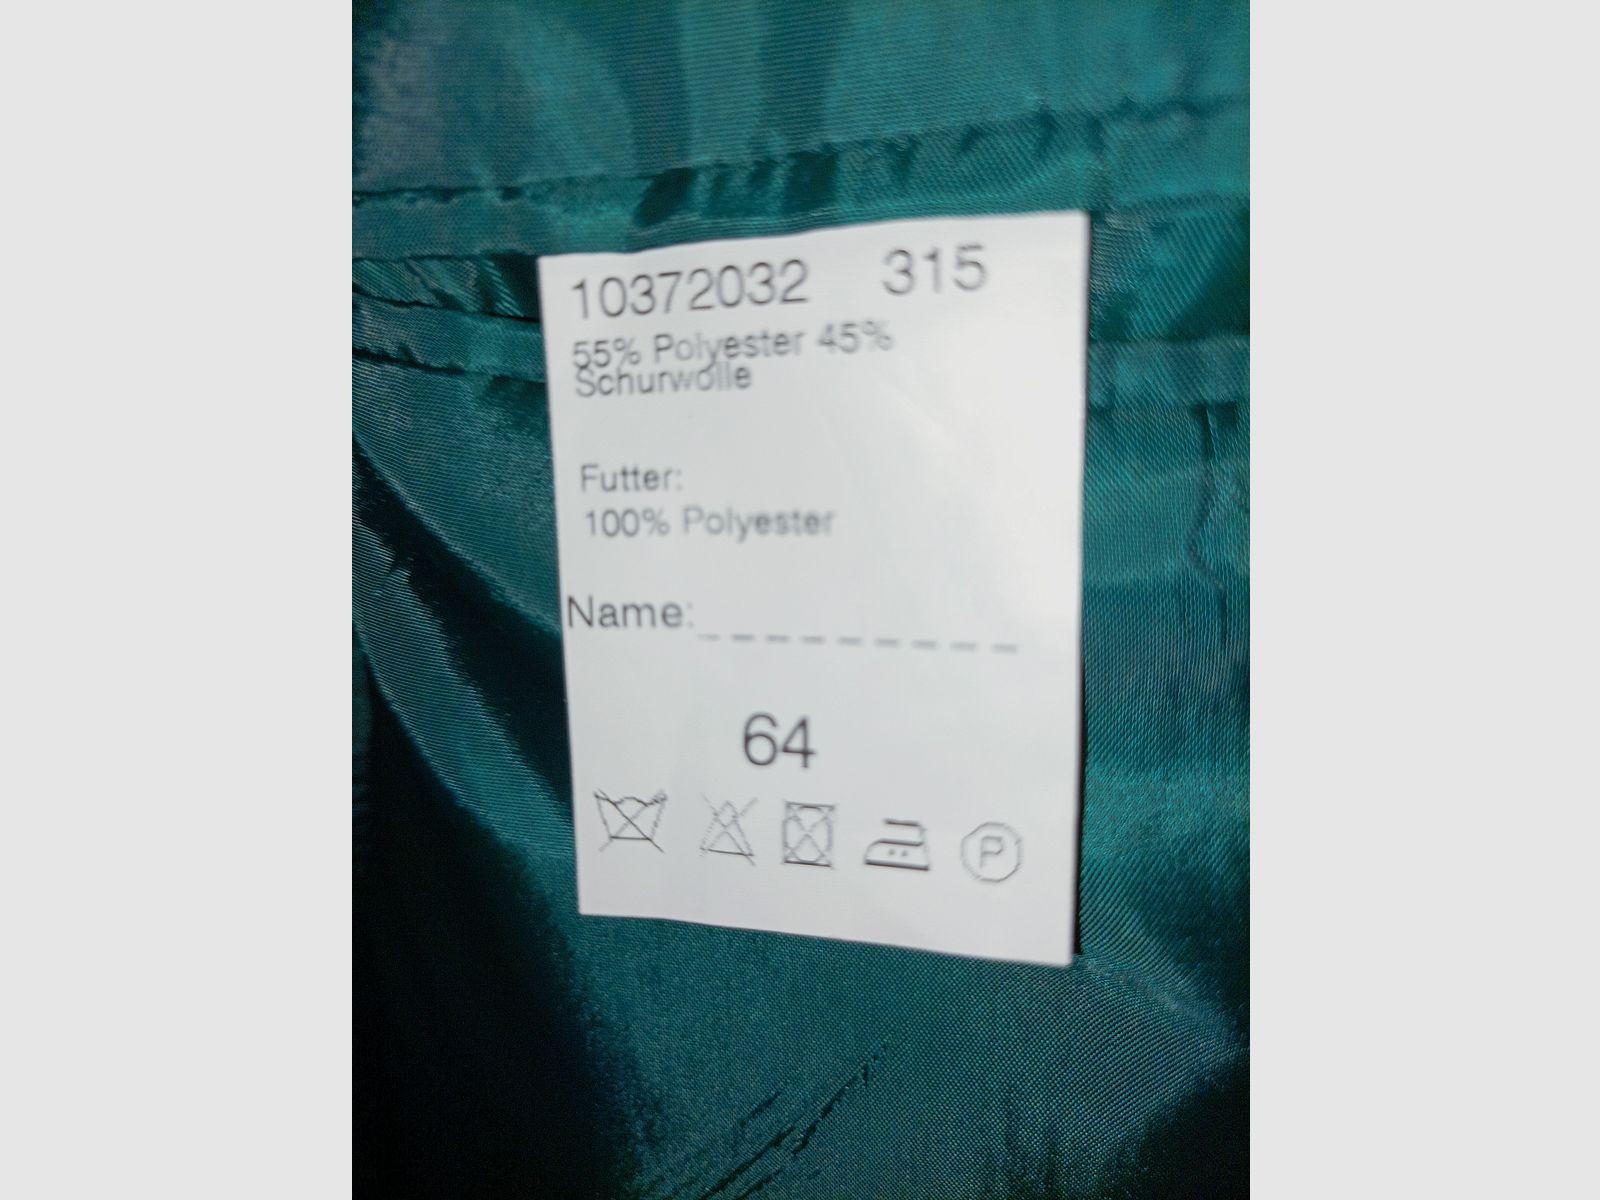 10372032 315
55% Polyester 45%
Schurwolle
Futter:
100% Polyester
Name:
64
P